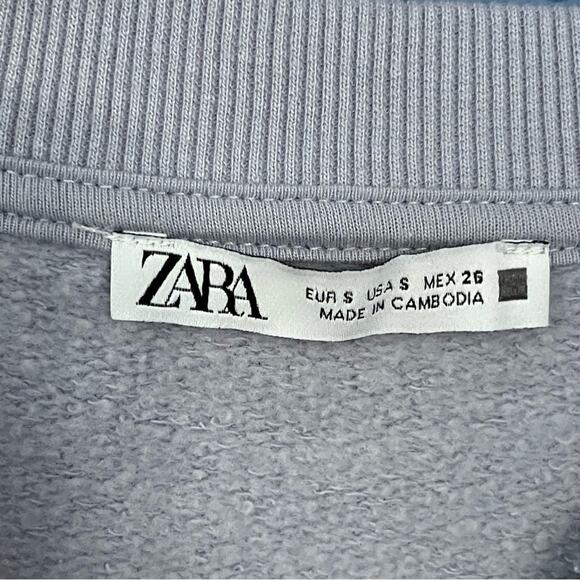 ZARA
EUR S USA S MEX 26
MADE IN CAMBODIA